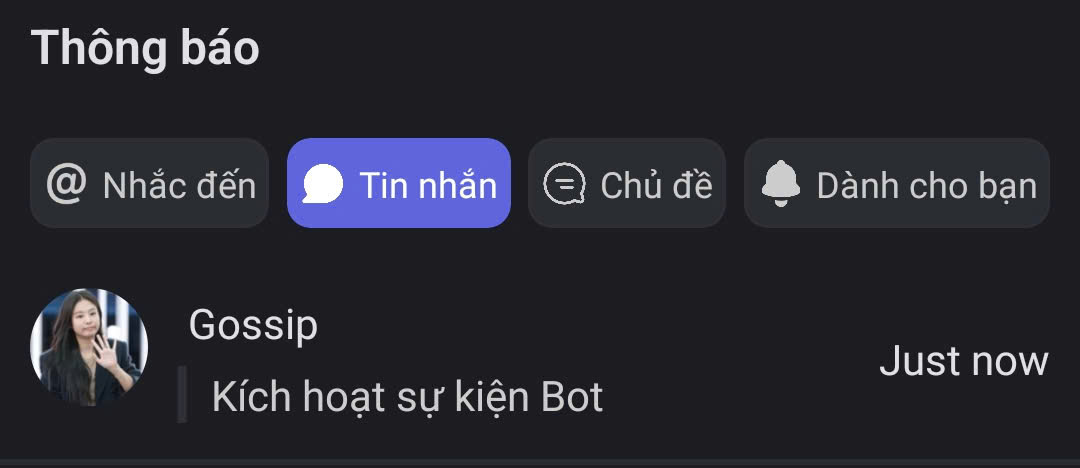 Thông báo
@ Nhắc đến
Tin nhắn
Chủ đề
Dành cho bạn
Gossip
Just now
Kích hoạt sự kiện Bot